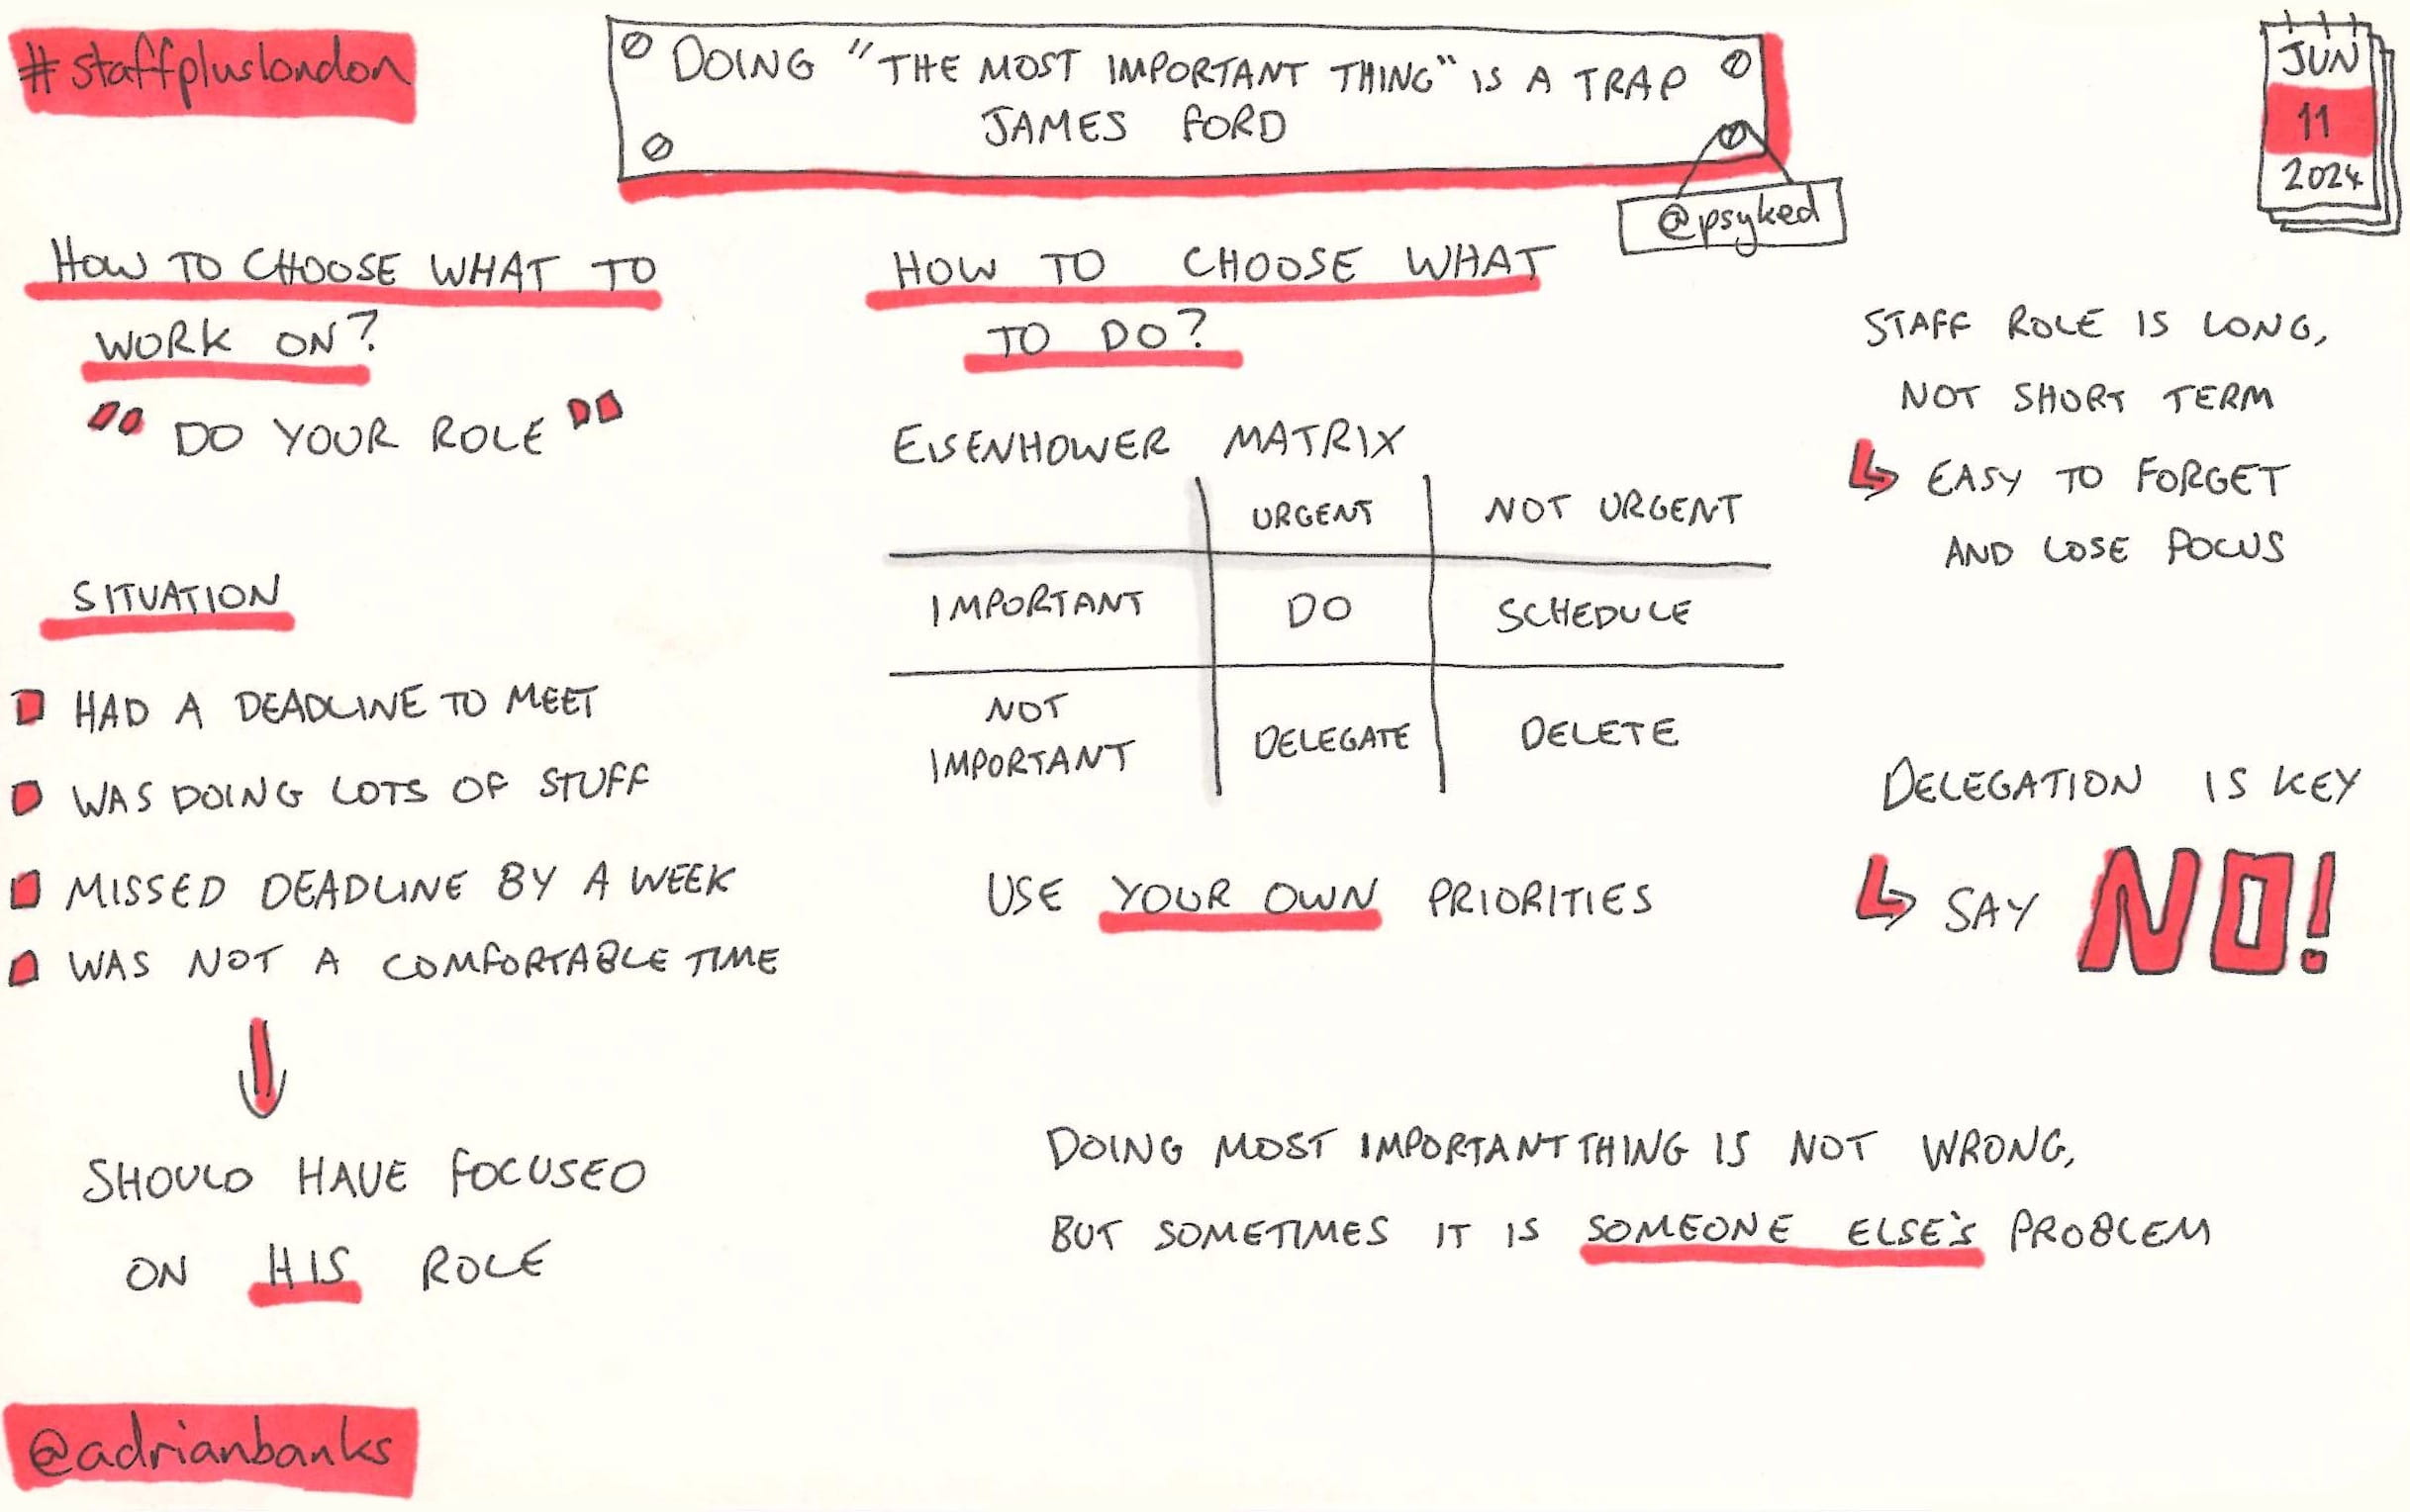 #staffpluslondon
DOING "THE MOST IMPORTANT THING" IS A TRAP
JAMES FORD
@psyked
JUN
11
2024
HOW TO CHOOSE WHAT TO
WORK ON?
"DO YOUR ROLE"
SITUATION
HAD A DEADLINE TO MEET
WAS DOING LOTS OF STUFF
MISSED DEADLINE BY A WEEK
WAS NOT A COMFORTABLE TIME
SHOULD HAVE FOCUSED
ON HIS ROLE
HOW TO CHOOSE WHAT
TO DO?
EISENHOWER MATRIX
URGENT NOT URGENT
IMPORTANT DO SCHEDULE
NOT
IMPORTANT DELEGATE DELETE
USE YOUR OWN PRIORITIES
STAFF ROLE IS LONG,
NOT SHORT TERM
EASY TO FORGET
AND LOSE FOCUS
DELEGATION IS KEY
SAY NO!
DOING MOST IMPORTANT THING IS NOT WRONG,
BUT SOMETIMES IT IS SOMEONE ELSE'S PROBLEM
@adrianbanks